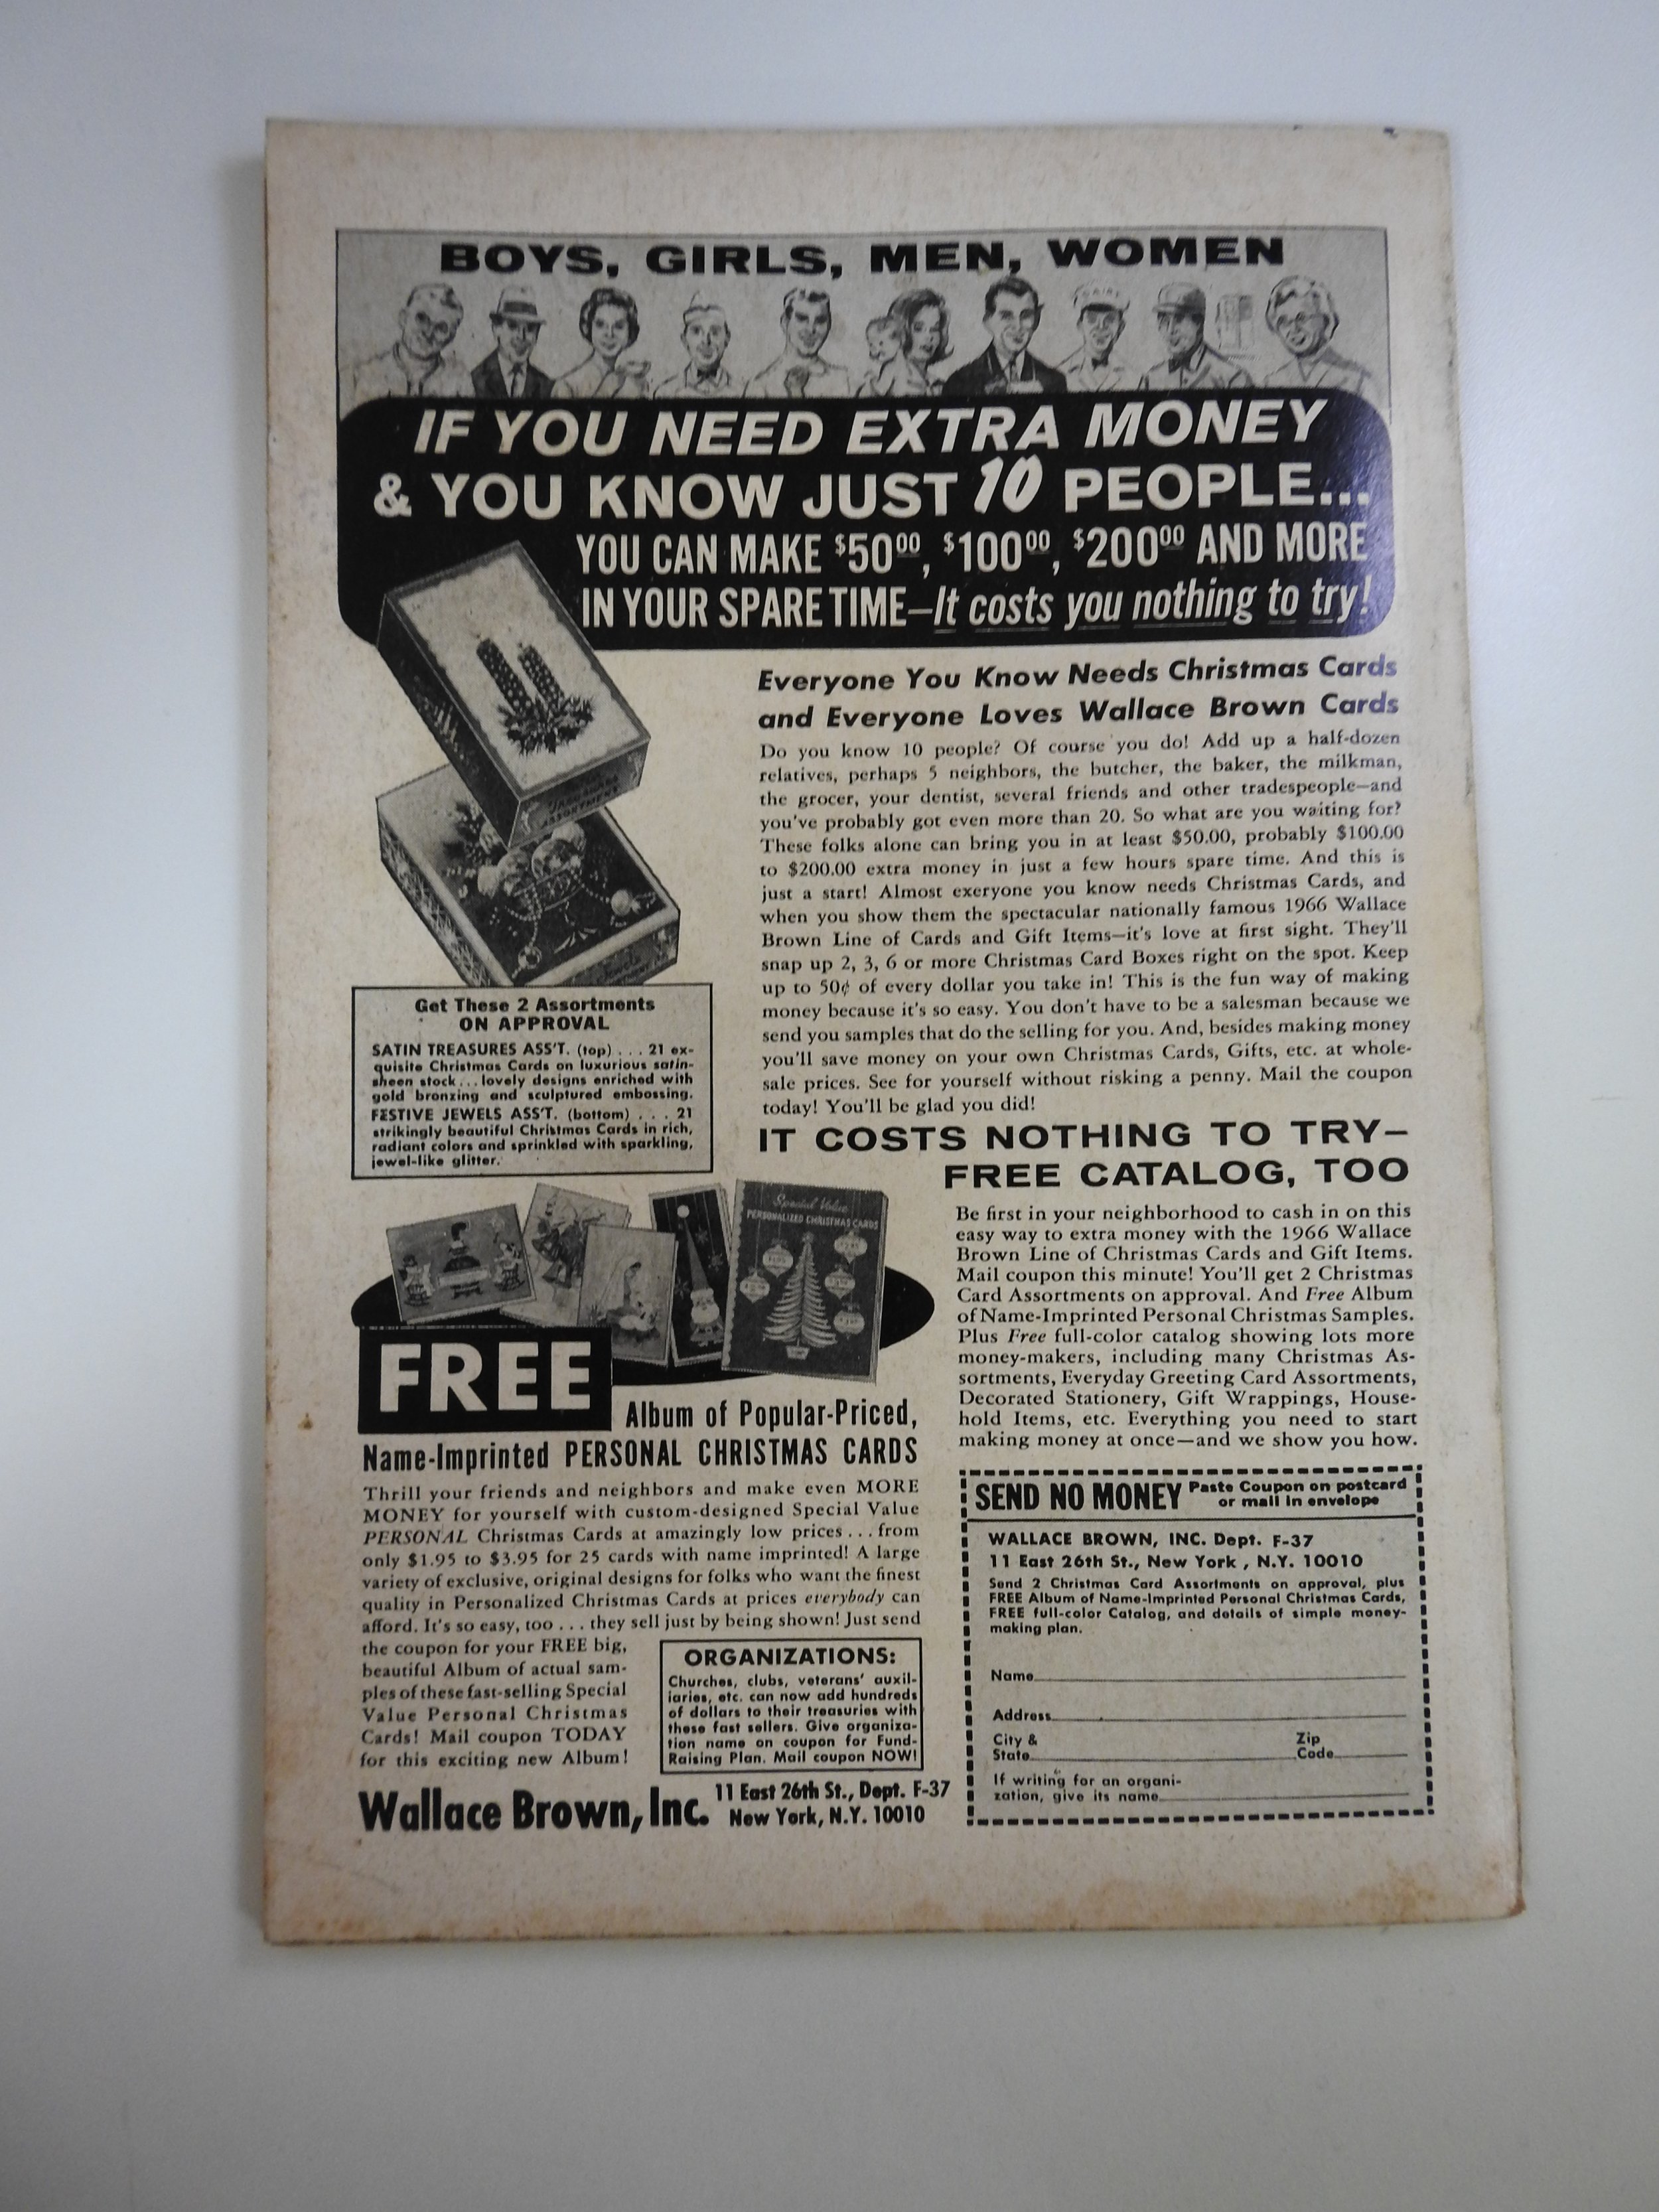 BOYS, GIRLS, MEN, WOMEN
IF YOU NEED EXTRA MONEY
& YOU KNOW JUST 10 PEOPLE...
YOU CAN MAKE $50.00, $100.00, $200.00 AND MORE
IN YOUR SPARE TIME—It costs you nothing to try!
Everyone You Know Needs Christmas Cards
and Everyone Loves Wallace Brown Cards
Do you know 10 people? Of course you do! Add up a half-dozen
relatives, perhaps 5 neighbors, the butcher, the baker, the milkman,
the grocer, your dentist, several friends and other tradespeople—and
you've probably got even more than 20. So what are you waiting for?
These folks alone can bring you in at least $50.00, probably $100.00
to $200.00 extra money in just a few hours spare time. And this is
just a start! Almost exeryone you know needs Christmas Cards, and
when you show them the spectacular nationally famous 1966 Wallace
Brown Line of Cards and Gift Items—it's love at first sight. They'll
snap up 2, 3, 6 or more Christmas Card Boxes right on the spot. Keep
up to 50¢ of every dollar you take in! This is the fun way of making
money because it's so easy. You don't have to be a salesman because we
send you samples that do the selling for you. And, besides making money
you'll save money on your own Christmas Cards, Gifts, etc. at whole-
sale prices. See for yourself without risking a penny. Mail the coupon
today! You'll be glad you did!
ASSORTMENT
Get These 2 Assortments
ON APPROVAL
SATIN TREASURES ASS'T. (top) . . . 21 ex-
quisite Christmas Cards on luxurious satin-
sheen stock . . . lovely designs enriched with
gold bronzing and sculptured embossing.
FESTIVE JEWELS ASS'T. (bottom) . . . 21
strikingly beautiful Christmas Cards in rich,
radiant colors and sprinkled with sparkling,
jewel-like glitter.
IT COSTS NOTHING TO TRY—
FREE CATALOG, TOO
Be first in your neighborhood to cash in on this
easy way to extra money with the 1966 Wallace
Brown Line of Christmas Cards and Gift Items.
Mail coupon this minute! You'll get 2 Christmas
Card Assortments on approval. And Free Album
of Name-Imprinted Personal Christmas Samples.
Plus Free full-color catalog showing lots more
money-makers, including many Christmas As-
sortments, Everyday Greeting Card Assortments,
Decorated Stationery, Gift Wrappings, House-
hold Items, etc. Everything you need to start
making money at once—and we show you how.
Special Value
PERSONALIZED CHRISTMAS CARDS
FREE
Album of Popular-Priced,
Name-Imprinted PERSONAL CHRISTMAS CARDS
Thrill your friends and neighbors and make even MORE
MONEY for yourself with custom-designed Special Value
PERSONAL Christmas Cards at amazingly low prices . . . from
only $1.95 to $3.95 for 25 cards with name imprinted! A large
variety of exclusive, original designs for folks who want the finest
quality in Personalized Christmas Cards at prices everybody can
afford. It's so easy, too . . . they sell just by being shown! Just send
the coupon for your FREE big,
beautiful Album of actual sam-
ples of these fast-selling Special
Value Personal Christmas
Cards! Mail coupon TODAY
for this exciting new Album!
ORGANIZATIONS:
Churches, clubs, veterans' auxil-
iaries, etc. can now add hundreds
of dollars to their treasuries with
these fast sellers. Give organiza-
tion name on coupon for Fund-
Raising Plan. Mail coupon NOW!
Wallace Brown, Inc. 11 East 26th St., Dept. F-37
New York, N.Y. 10010
SEND NO MONEY Paste Coupon on postcard
or mail in envelope
WALLACE BROWN, INC. Dept. F-37
11 East 26th St., New York , N.Y. 10010
Send 2 Christmas Card Assortments on approval, plus
FREE Album of Name-Imprinted Personal Christmas Cards,
FREE full-color Catalog, and details of simple money-
making plan.
Name
Address
City & Zip
State Code
If writing for an organi-
zation, give its name